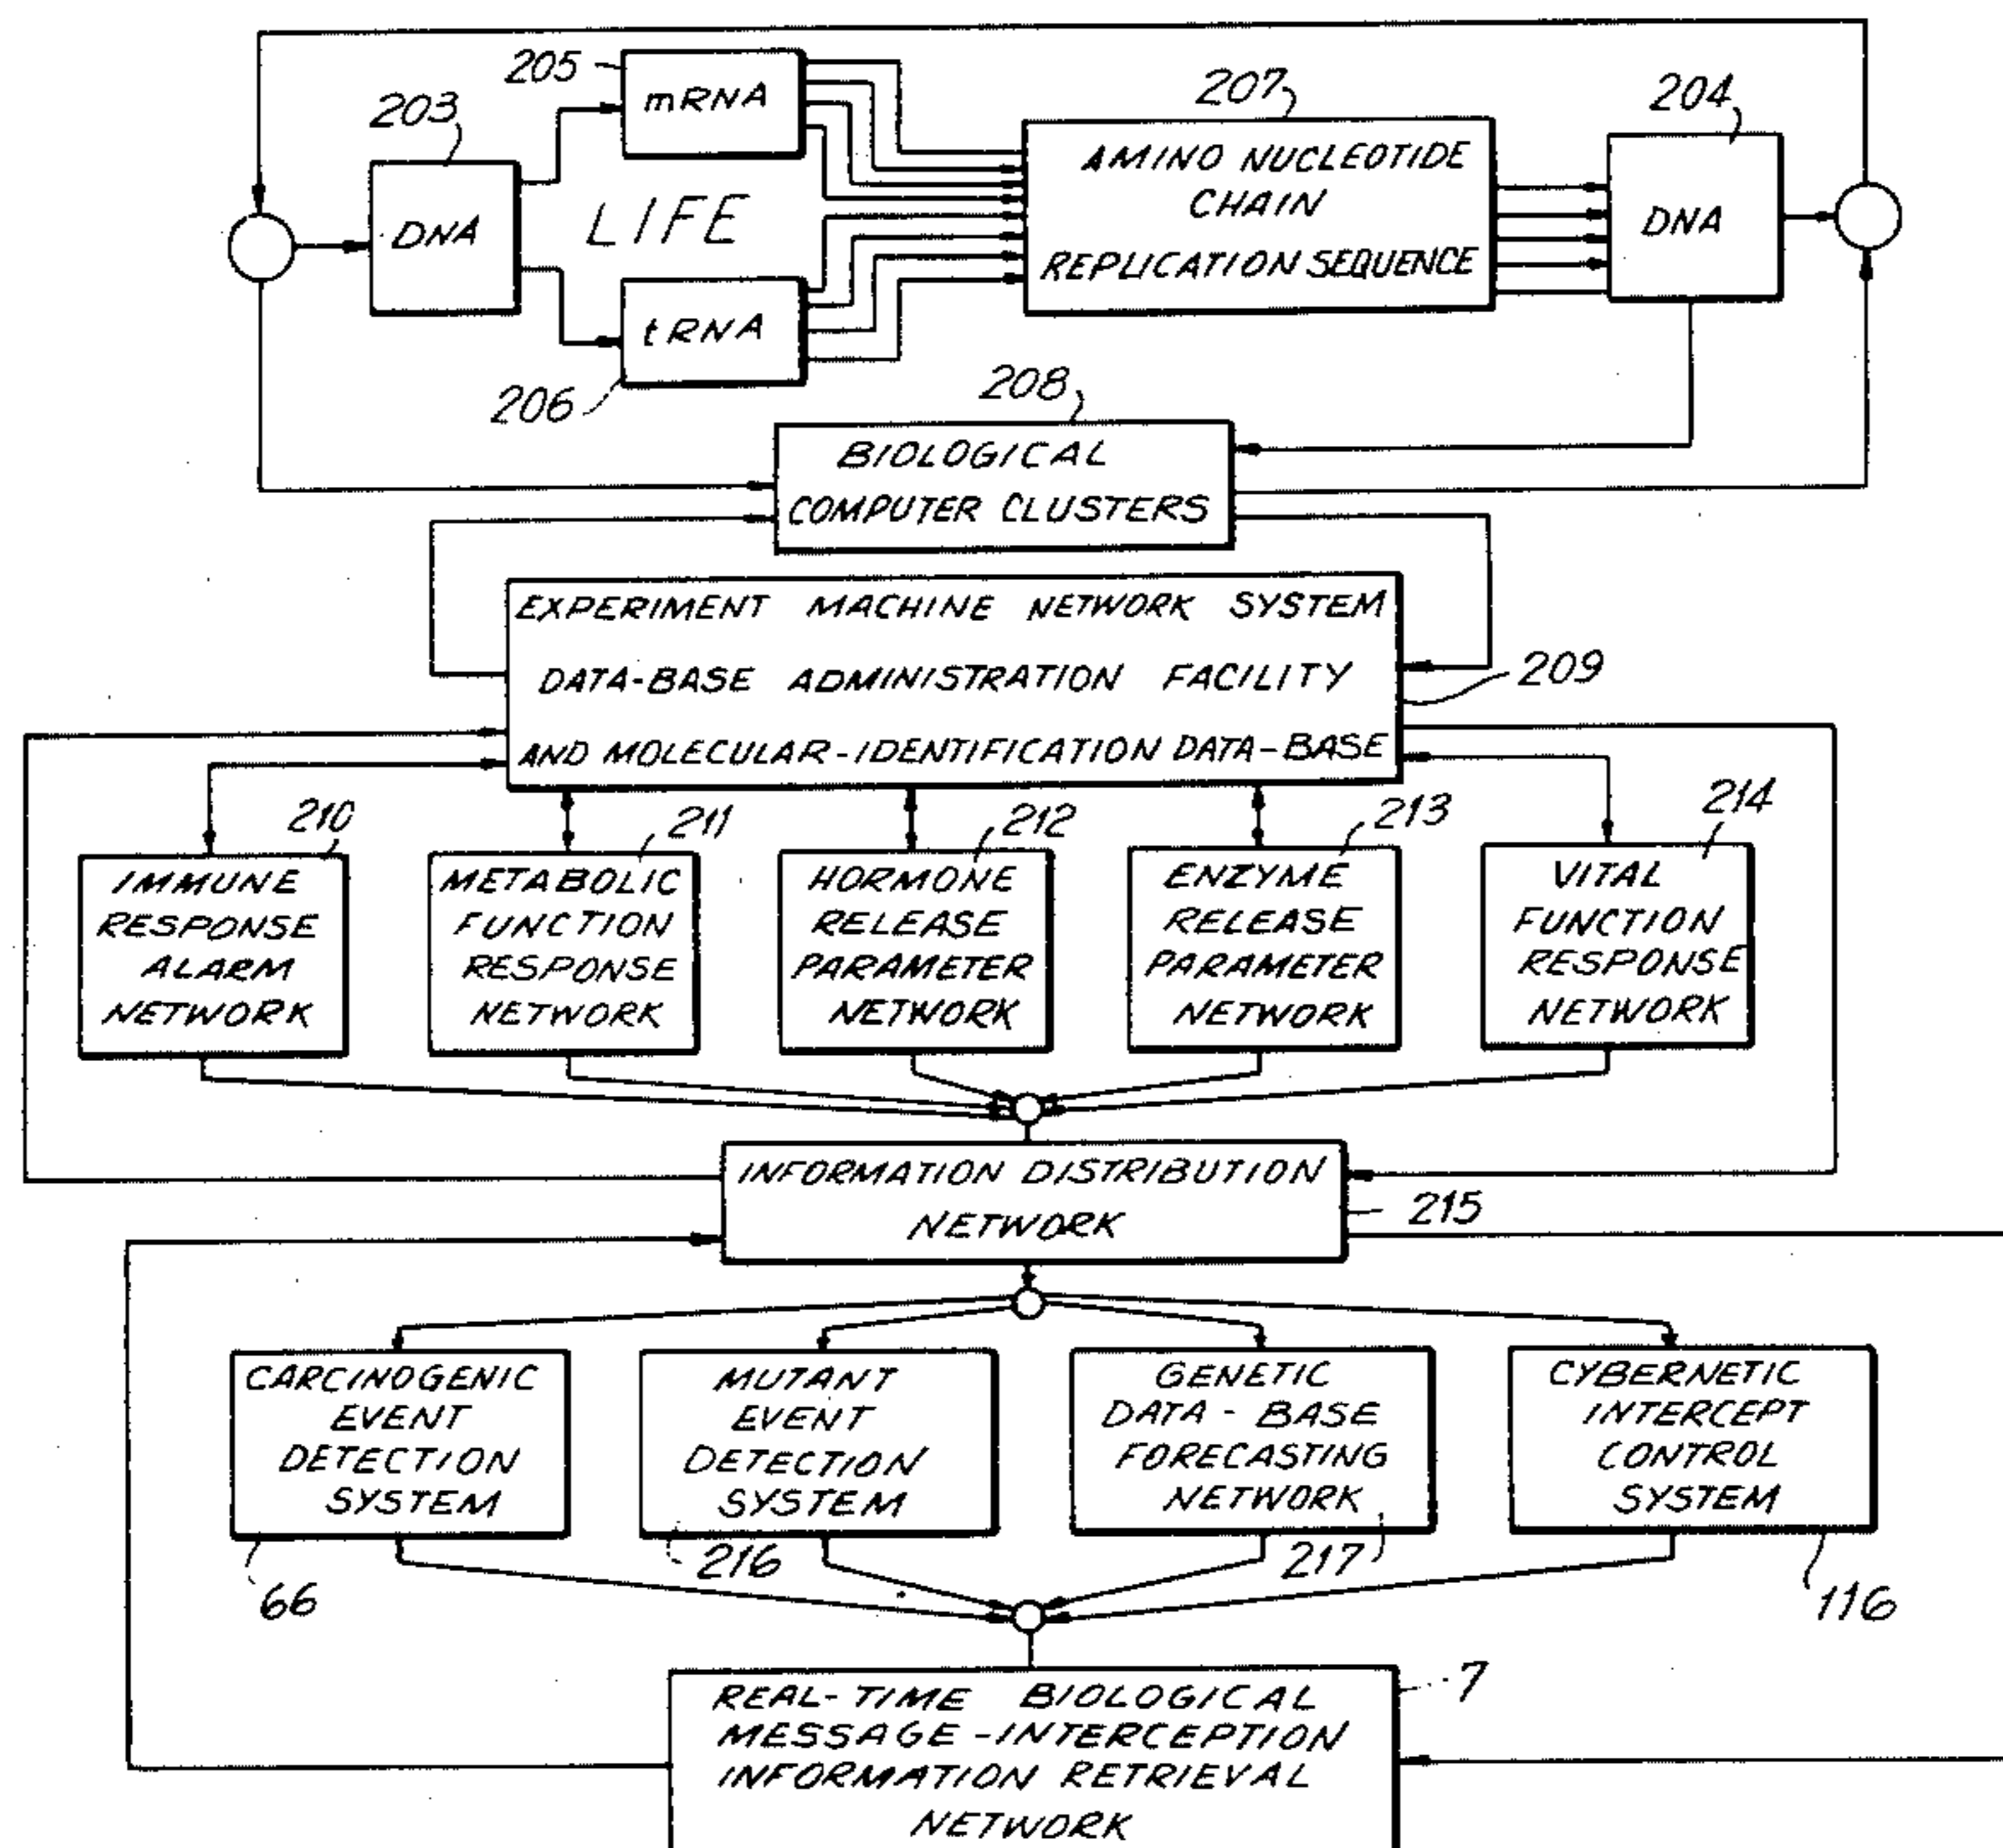 205
mRNA
203
DNA
LIFE
tRNA
206
207
AMINO NUCLEOTIDE
CHAIN
REPLICATION SEQUENCE
204
DNA
208
BIOLOGICAL
COMPUTER CLUSTERS
EXPERIMENT MACHINE NETWORK SYSTEM
DATA-BASE ADMINISTRATION FACILITY
AND MOLECULAR-IDENTIFICATION DATA-BASE
209
210
IMMUNE
RESPONSE
ALARM
NETWORK
211
METABOLIC
FUNCTION
RESPONSE
NETWORK
212
HORMONE
RELEASE
PARAMETER
NETWORK
213
ENZYME
RELEASE
PARAMETER
NETWORK
214
VITAL
FUNCTION
RESPONSE
NETWORK
INFORMATION DISTRIBUTION
NETWORK
215
CARCINOGENIC
EVENT
DETECTION
SYSTEM
66
MUTANT
EVENT
DETECTION
SYSTEM
216
GENETIC
DATA-BASE
FORECASTING
NETWORK
217
CYBERNETIC
INTERCEPT
CONTROL
SYSTEM
116
REAL-TIME BIOLOGICAL
MESSAGE-INTERCEPTION
INFORMATION RETRIEVAL
NETWORK
7